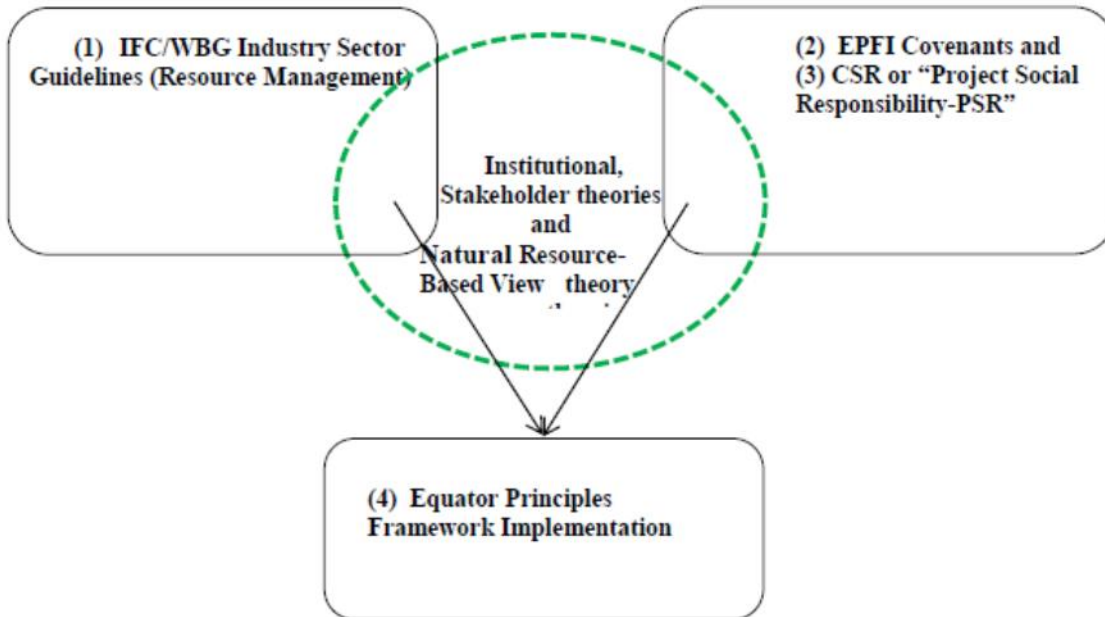 (1) IFC/WBG Industry Sector
Guidelines (Resource Management)
(2) EPFI Covenants and
(3) CSR or “Project Social
Responsibility-PSR”
Institutional,
Stakeholder theories
and
Natural Resource-
Based View theory
(4) Equator Principles
Framework Implementation